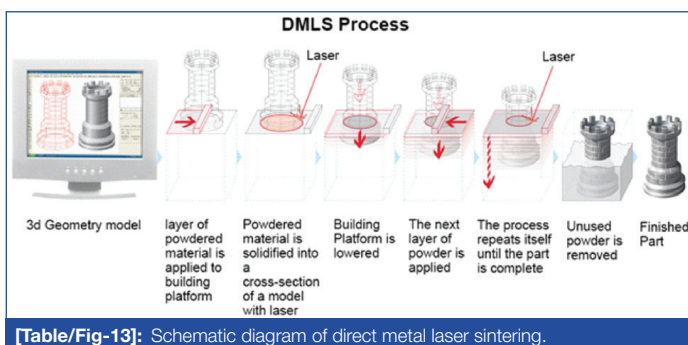 DMLS Process
Laser
Laser
3d Geometry model
layer of
powdered
material is
applied to
building
platform
Powdered
material is
solidified into
a
cross-section
of a model
with laser
Building
Platform is
lowered
The next
layer of
powder is
applied
The process
repeats itself
until the part
is complete
Unused
powder is
removed
Finished
Part
[Table/Fig-13]: Schematic diagram of direct metal laser sintering.